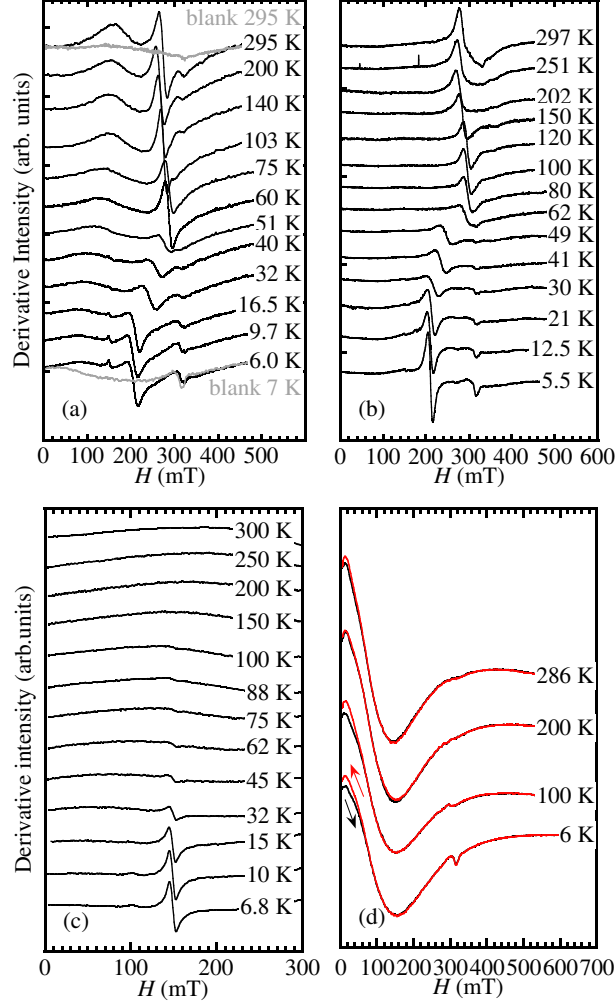 blank 295 K
295 K
200 K
140 K
103 K
75 K
60 K
51 K
40 K
32 K
16.5 K
9.7 K
6.0 K
blank 7 K
(a)
0 100 200 300 400 500
H (mT)
Derivative Intensity (arb. units)
297 K
251 K
202 K
150 K
120 K
100 K
80 K
62 K
49 K
41 K
30 K
21 K
12.5 K
5.5 K
(b)
0 100 200 300 400 500 600
H (mT)
300 K
250 K
200 K
150 K
100 K
88 K
75 K
62 K
45 K
32 K
15 K
10 K
6.8 K
(c)
0 100 200 300
H (mT)
Derivative intensity (arb.units)
286 K
200 K
100 K
6 K
(d)
0 100 200 300 400 500 600 700
H (mT)